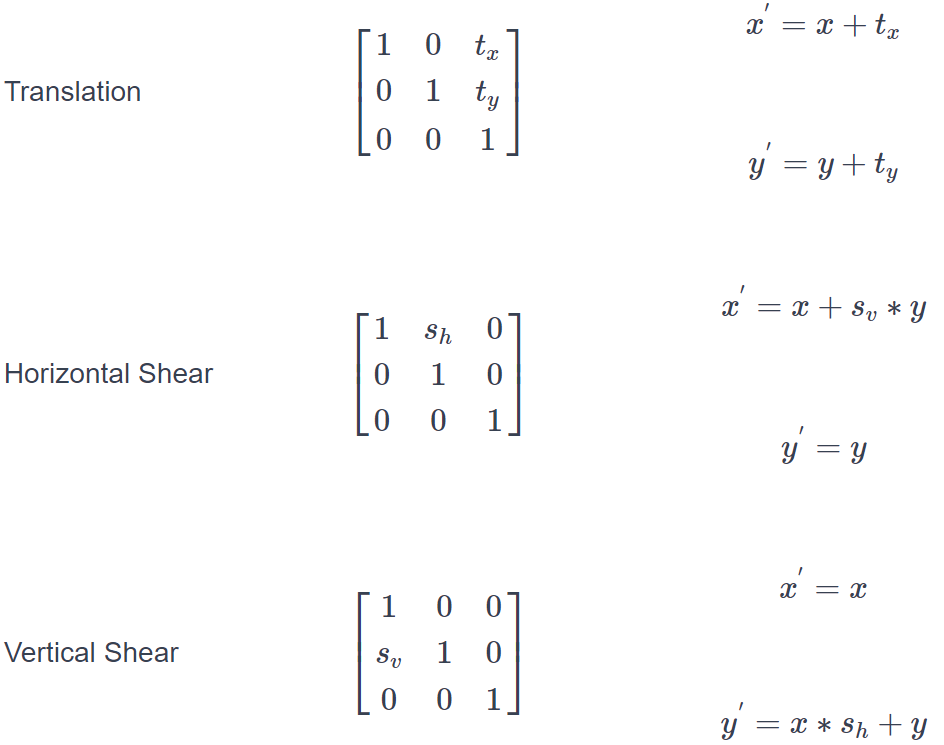 x' = x + t_x
1 0 t_x
Translation 0 1 t_y
0 0 1
y' = y + t_y
x' = x + s_v * y
1 s_h 0
Horizontal Shear 0 1 0
0 0 1
y' = y
x' = x
1 0 0
Vertical Shear s_v 1 0
0 0 1
y' = x * s_h + y